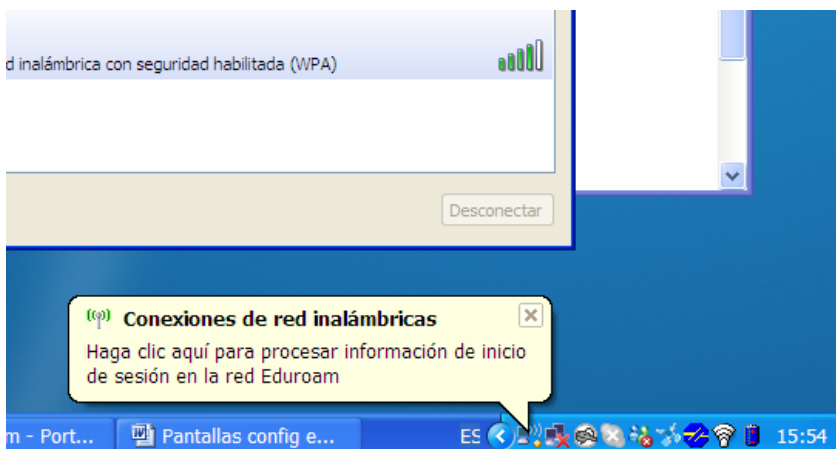 d inalámbrica con seguridad habilitada (WPA)
Desconectar
Conexiones de red inalámbricas
Haga clic aquí para procesar información de inicio
de sesión en la red Eduroam
m - Port...
Pantallas config e...
ES
15:54